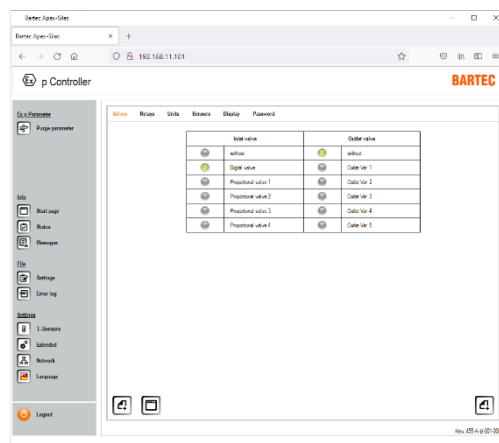 Bartec Apex-Silas
Bartec Apex-Silas
192.168.11.101
Ex p Controller
BARTEC
Ex p Parameter
Purge parameter
Info
Start page
Status
Messages
File
Settings
Error log
Settings
I.-Sensors
Extended
Network
Language
Logout
Valves Relays Units Sensors Display Password
Inlet valve Outlet valve
without without
Digital valve Outlet Var 1
Proportional valve 1 Outlet Var 2
Proportional valve 2 Outlet Var 3
Proportional valve 3 Outlet Var 4
Proportional valve 4 Outlet Var 5